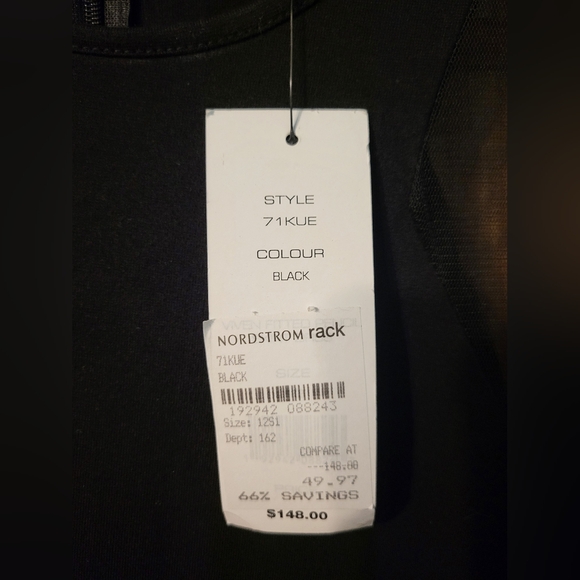 STYLE
71KUE
COLOUR
BLACK
NORDSTROM rack
71KUE
BLACK
SIZE
192942 088243
Size: 12Si
Dept: 162
COMPARE AT
148.00
49.97
66% SAVINGS
$148.00